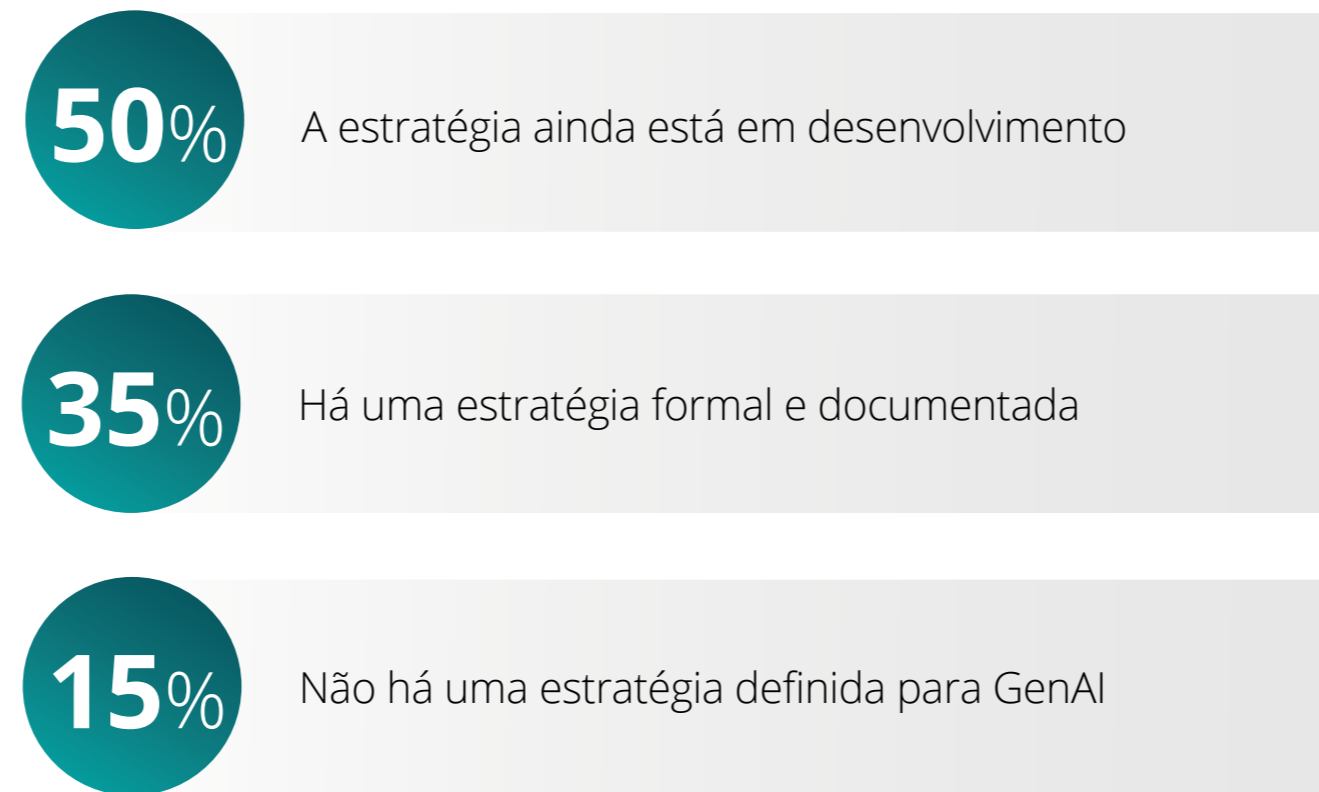 50% A estratégia ainda está em desenvolvimento
35% Há uma estratégia formal e documentada
15% Não há uma estratégia definida para GenAI